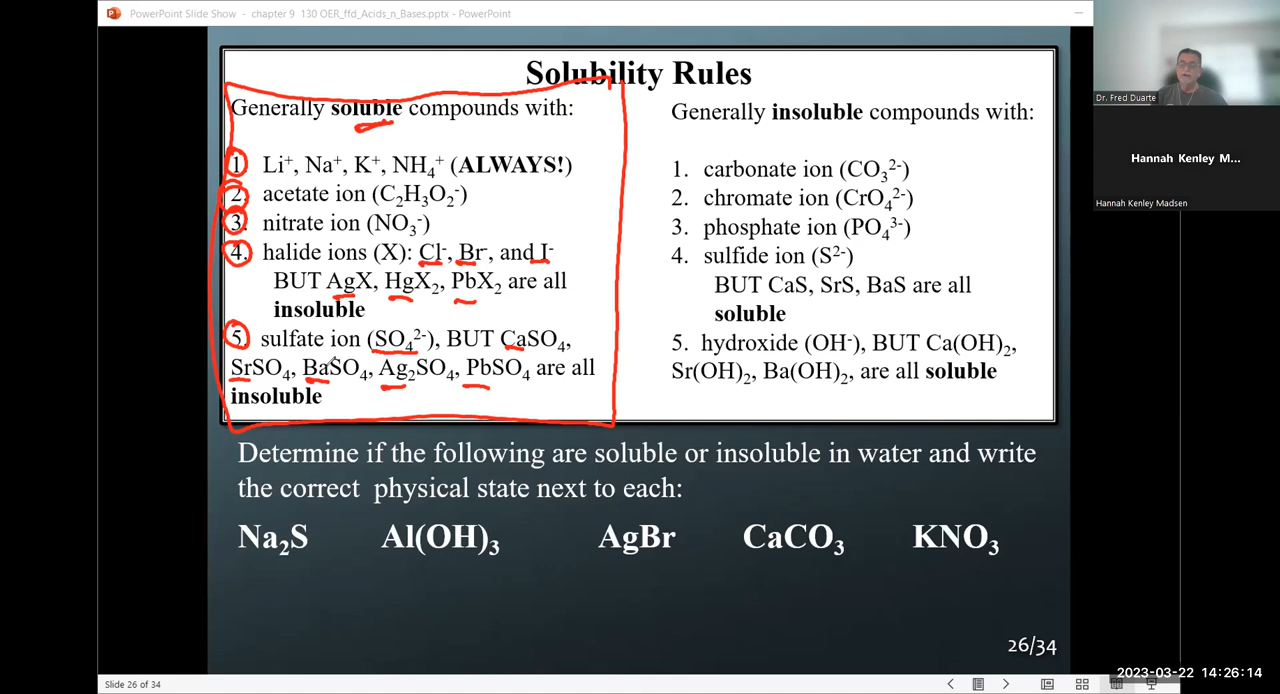 PowerPoint Slide Show - chapter 9 130 OER_ffd_Acids_n_Bases.pptx - PowerPoint
Solubility Rules
Generally soluble compounds with:
1. Li⁺, Na⁺, K⁺, NH₄⁺ (ALWAYS!)
2. acetate ion (C₂H₃O₂⁻)
3. nitrate ion (NO₃⁻)
4. halide ions (X): Cl⁻, Br⁻, and I⁻
BUT AgX, HgX₂, PbX₂ are all
insoluble
5. sulfate ion (SO₄²⁻), BUT CaSO₄,
SrSO₄, BaSO₄, Ag₂SO₄, PbSO₄ are all
insoluble
Generally insoluble compounds with:
1. carbonate ion (CO₃²⁻)
2. chromate ion (CrO₄²⁻)
3. phosphate ion (PO₄³⁻)
4. sulfide ion (S²⁻)
BUT CaS, SrS, BaS are all
soluble
5. hydroxide (OH⁻), BUT Ca(OH)₂,
Sr(OH)₂, Ba(OH)₂, are all soluble
Determine if the following are soluble or insoluble in water and write
the correct physical state next to each:
Na₂S Al(OH)₃ AgBr CaCO₃ KNO₃
26/34
Dr. Fred Duarte
Hannah Kenley M...
Hannah Kenley Madsen
Slide 26 of 34
2023-03-22 14:26:14